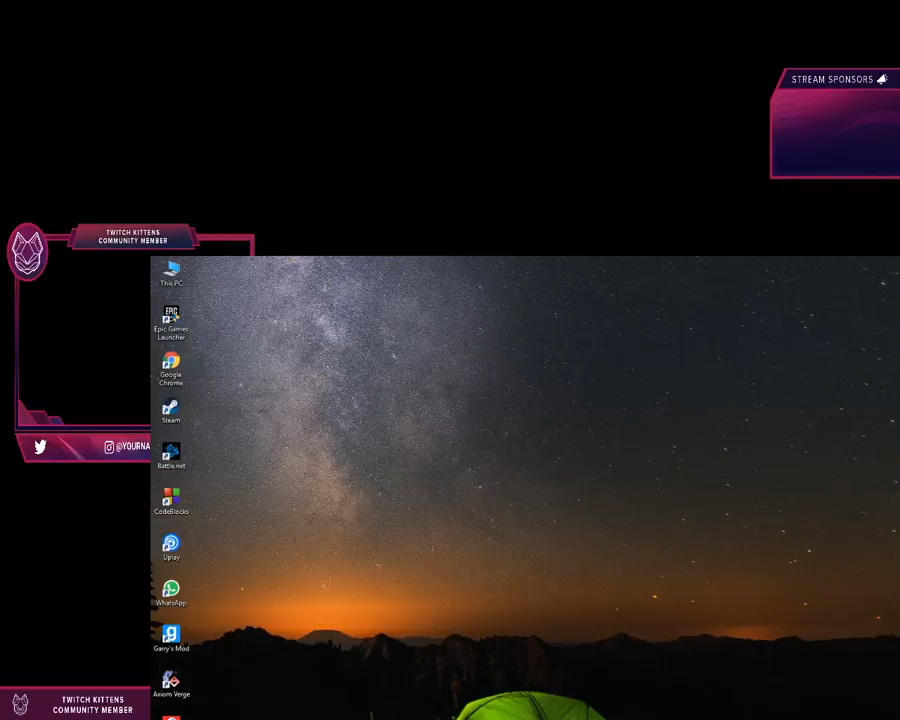 STREAM SPONSORS
TWITCH KITTENS
COMMUNITY MEMBER
This PC
EPIC
Epic Games
Launcher
Google
Chrome
Steam
@YOURNA
Battle.net
CodeBlocks
Uplay
WhatsApp
g
Garry's Mod
Axiom Verge
TWITCH KITTENS
COMMUNITY MEMBER